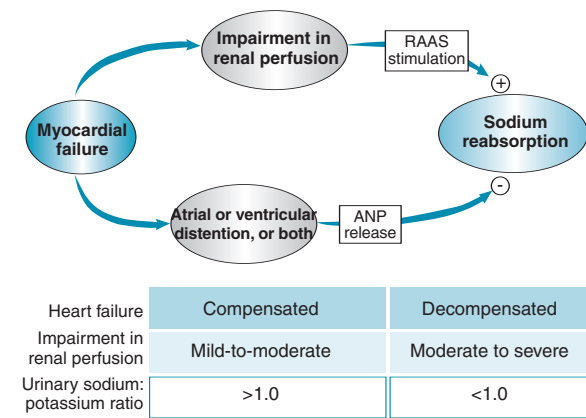 Impairment in
renal perfusion
RAAS
stimulation
+
Myocardial
failure
Sodium
reabsorption
-
Atrial or ventricular
distention, or both
ANP
release
Heart failure
Compensated
Decompensated
Impairment in
renal perfusion
Mild-to-moderate
Moderate to severe
Urinary sodium:
potassium ratio
>1.0
<1.0